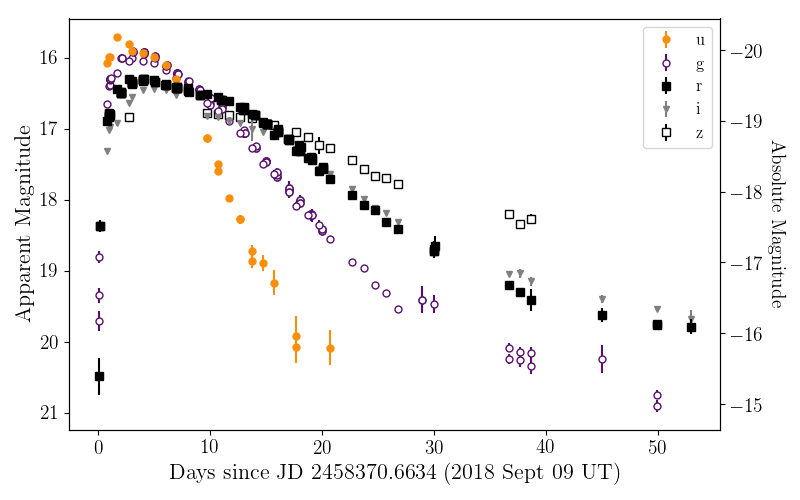 u
g
r
i
z
16
17
18
19
20
21
Apparent Magnitude
−20
−19
−18
−17
−16
−15
Absolute Magnitude
0 10 20 30 40 50
Days since JD 2458370.6634 (2018 Sept 09 UT)